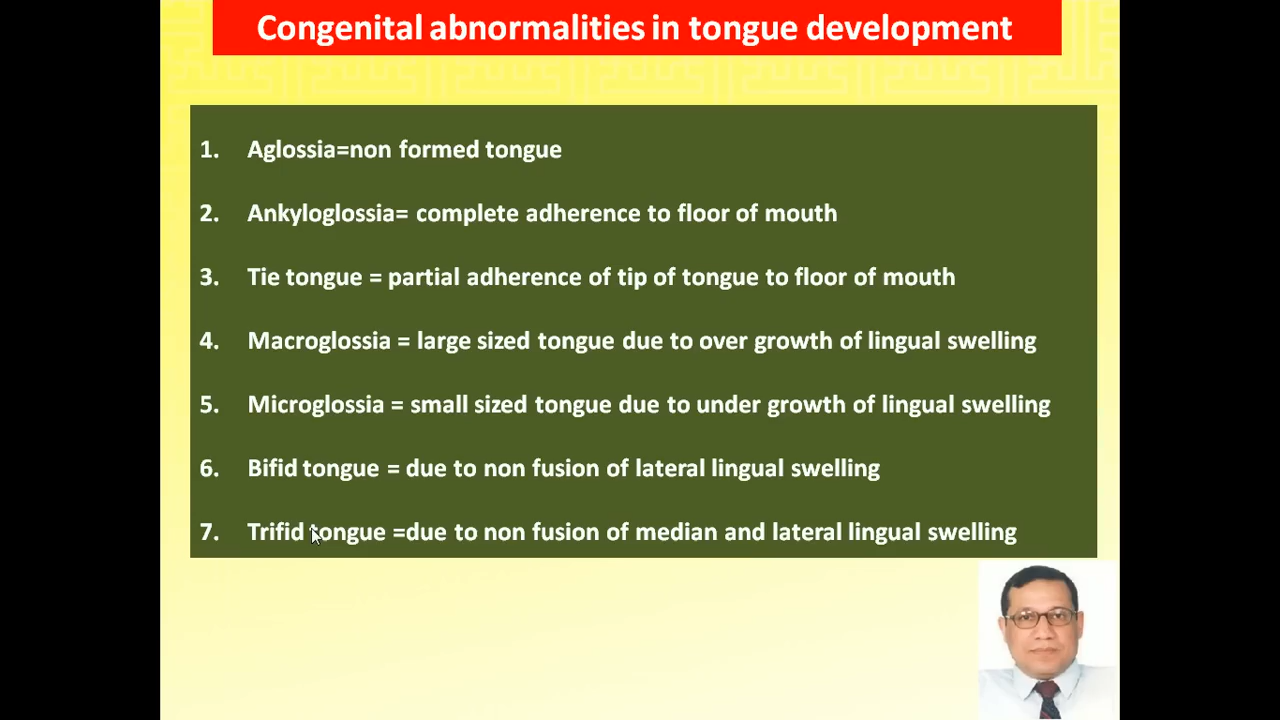 Congenital abnormalities in tongue development
1. Aglossia=non formed tongue
2. Ankyloglossia= complete adherence to floor of mouth
3. Tie tongue = partial adherence of tip of tongue to floor of mouth
4. Macroglossia = large sized tongue due to over growth of lingual swelling
5. Microglossia = small sized tongue due to under growth of lingual swelling
6. Bifid tongue = due to non fusion of lateral lingual swelling
7. Trifid tongue =due to non fusion of median and lateral lingual swelling